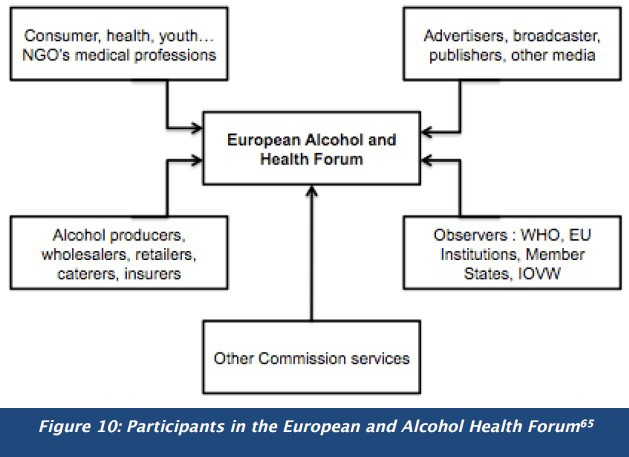 Consumer, health, youth…
NGO's medical professions
Advertisers, broadcaster,
publishers, other media
European Alcohol and
Health Forum
Alcohol producers,
wholesalers, retailers,
caterers, insurers
Observers : WHO, EU
Institutions, Member
States, IOVW
Other Commission services
Figure 10: Participants in the European and Alcohol Health Forum⁶⁵